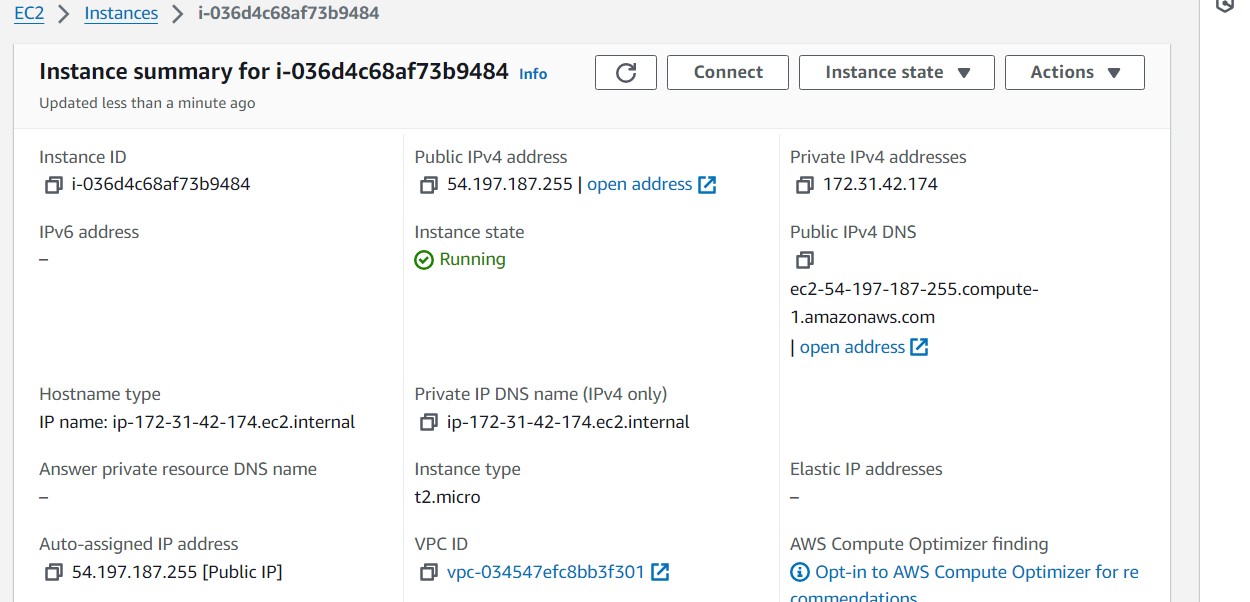 EC2 > Instances > i-036d4c68af73b9484
Instance summary for i-036d4c68af73b9484 Info
Connect
Instance state
Actions
Updated less than a minute ago
Instance ID
i-036d4c68af73b9484
Public IPv4 address
54.197.187.255 | open address
Private IPv4 addresses
172.31.42.174
IPv6 address
–
Instance state
Running
Public IPv4 DNS
ec2-54-197-187-255.compute-
1.amazonaws.com
| open address
Hostname type
IP name: ip-172-31-42-174.ec2.internal
Private IP DNS name (IPv4 only)
ip-172-31-42-174.ec2.internal
Answer private resource DNS name
–
Instance type
t2.micro
Elastic IP addresses
–
Auto-assigned IP address
54.197.187.255 [Public IP]
VPC ID
vpc-034547efc8bb3f301
AWS Compute Optimizer finding
Opt-in to AWS Compute Optimizer for re
commendations.